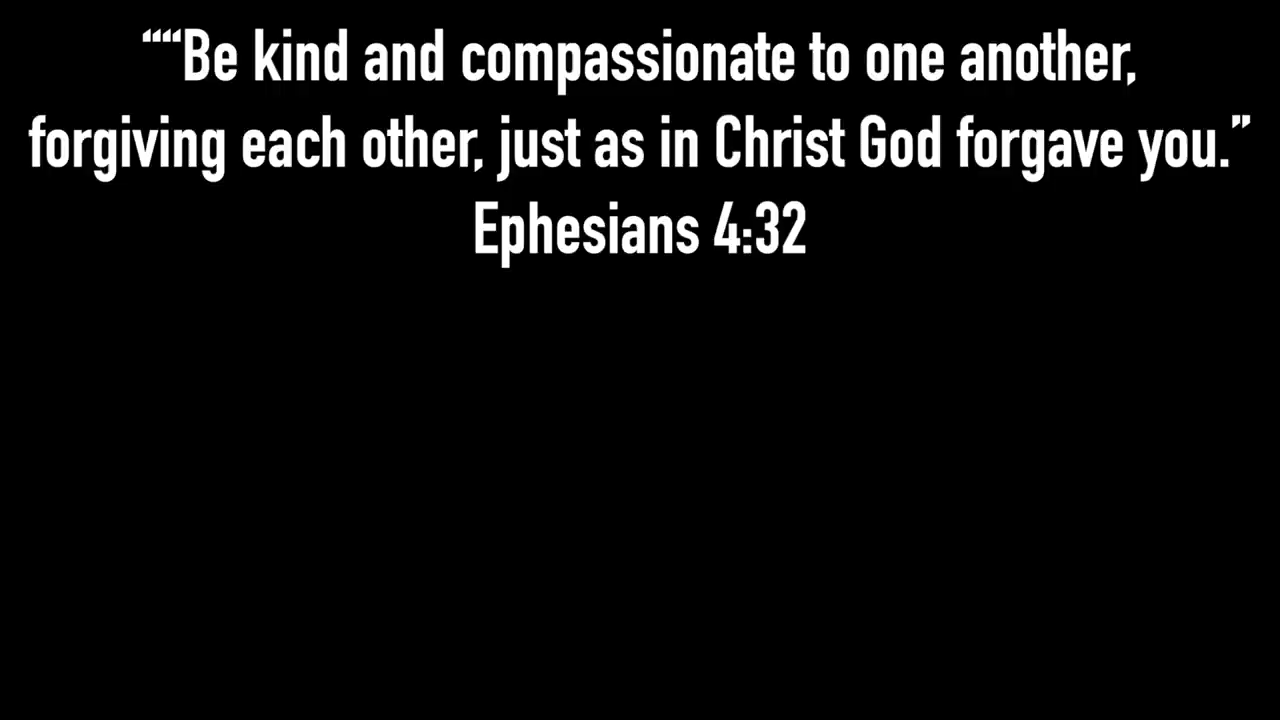 ““Be kind and compassionate to one another,
forgiving each other, just as in Christ God forgave you.”
Ephesians 4:32